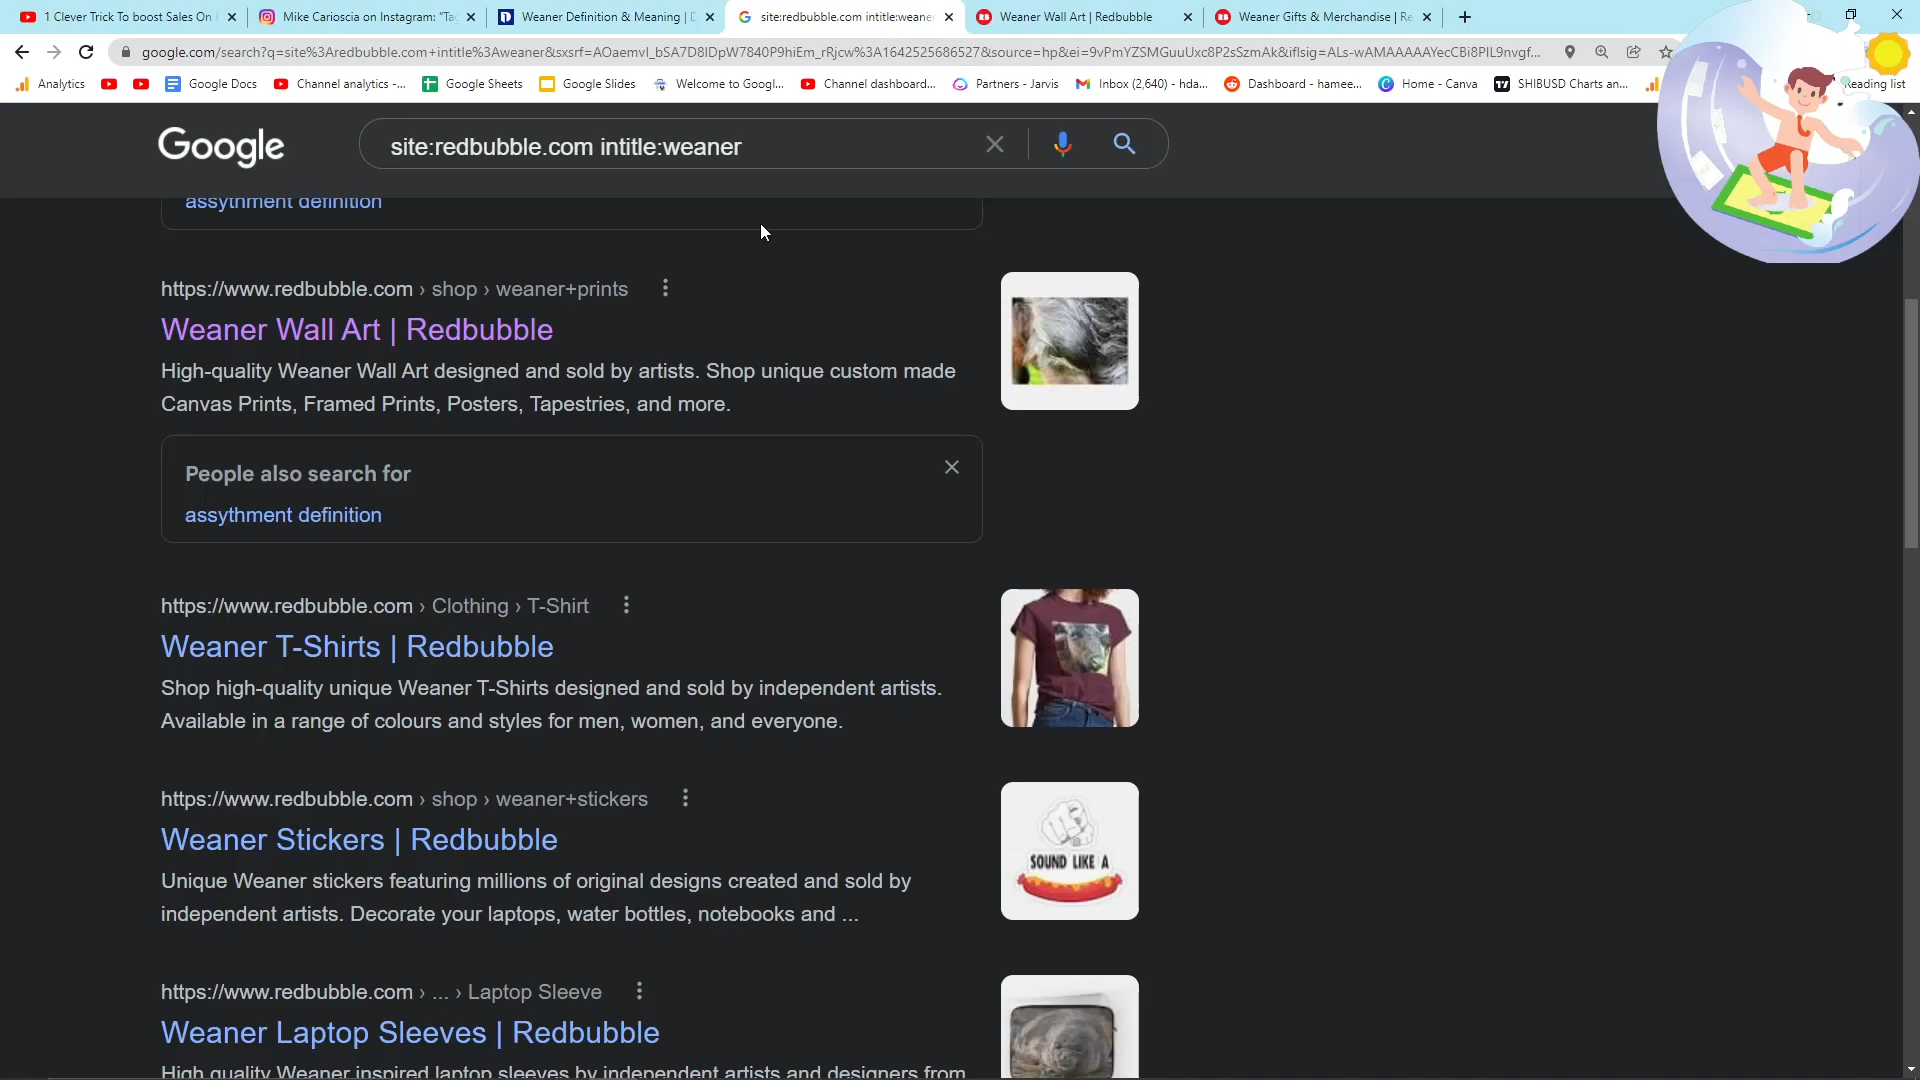 1 Clever Trick To boost Sales On
Mike Carioscia on Instagram: "Tag
Weaner Definition & Meaning | D
site:redbubble.com intitle:weaner
Weaner Wall Art | Redbubble
Weaner Gifts & Merchandise | Re
google.com/search?q=site%3Aredbubble.com+intitle%3Aweaner&sxsrf=AOaemvI_bSA7D8IDpW7840P9hiEm_rRjcw%3A1642525686527&source=hp&ei=9vPmYZSMGuuUxc8P2sSzmAk&iflsig=ALs-wAMAAAAAYecCBi8PIL9nvgf...
Analytics
Google Docs
Channel analytics -...
Google Sheets
Google Slides
Welcome to Googl...
Channel dashboard...
Partners - Jarvis
Inbox (2,640) - hda...
Dashboard - hamee...
Home - Canva
SHIBUSD Charts an...
Reading list
Google
site:redbubble.com intitle:weaner
assythment definition
https://www.redbubble.com › shop › weaner+prints
Weaner Wall Art | Redbubble
High-quality Weaner Wall Art designed and sold by artists. Shop unique custom made
Canvas Prints, Framed Prints, Posters, Tapestries, and more.
People also search for
assythment definition
https://www.redbubble.com › Clothing › T-Shirt
Weaner T-Shirts | Redbubble
Shop high-quality unique Weaner T-Shirts designed and sold by independent artists.
Available in a range of colours and styles for men, women, and everyone.
https://www.redbubble.com › shop › weaner+stickers
Weaner Stickers | Redbubble
Unique Weaner stickers featuring millions of original designs created and sold by
independent artists. Decorate your laptops, water bottles, notebooks and ...
SOUND LIKE A
https://www.redbubble.com › ... › Laptop Sleeve
Weaner Laptop Sleeves | Redbubble
High quality Weaner inspired laptop sleeves by independent artists and designers from